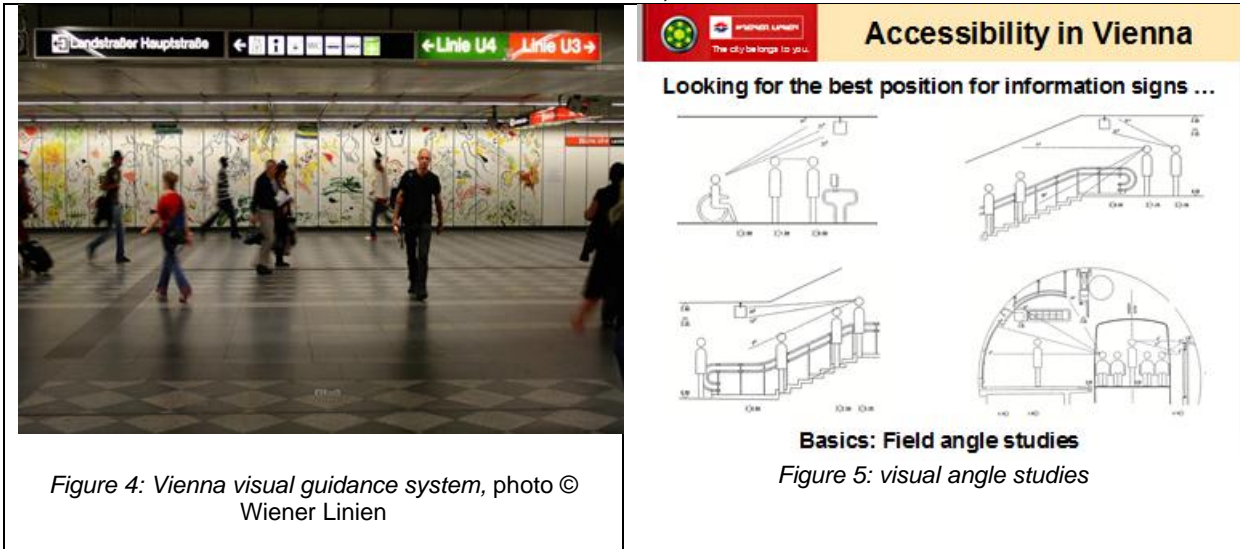 Landstraßer Hauptstraße
←
←Linie U4
Linie U3→
Figure 4: Vienna visual guidance system, photo ©
Wiener Linien
WIENER LINIEN
The city belongs to you.
Accessibility in Vienna
Looking for the best position for information signs ...
Basics: Field angle studies
Figure 5: visual angle studies